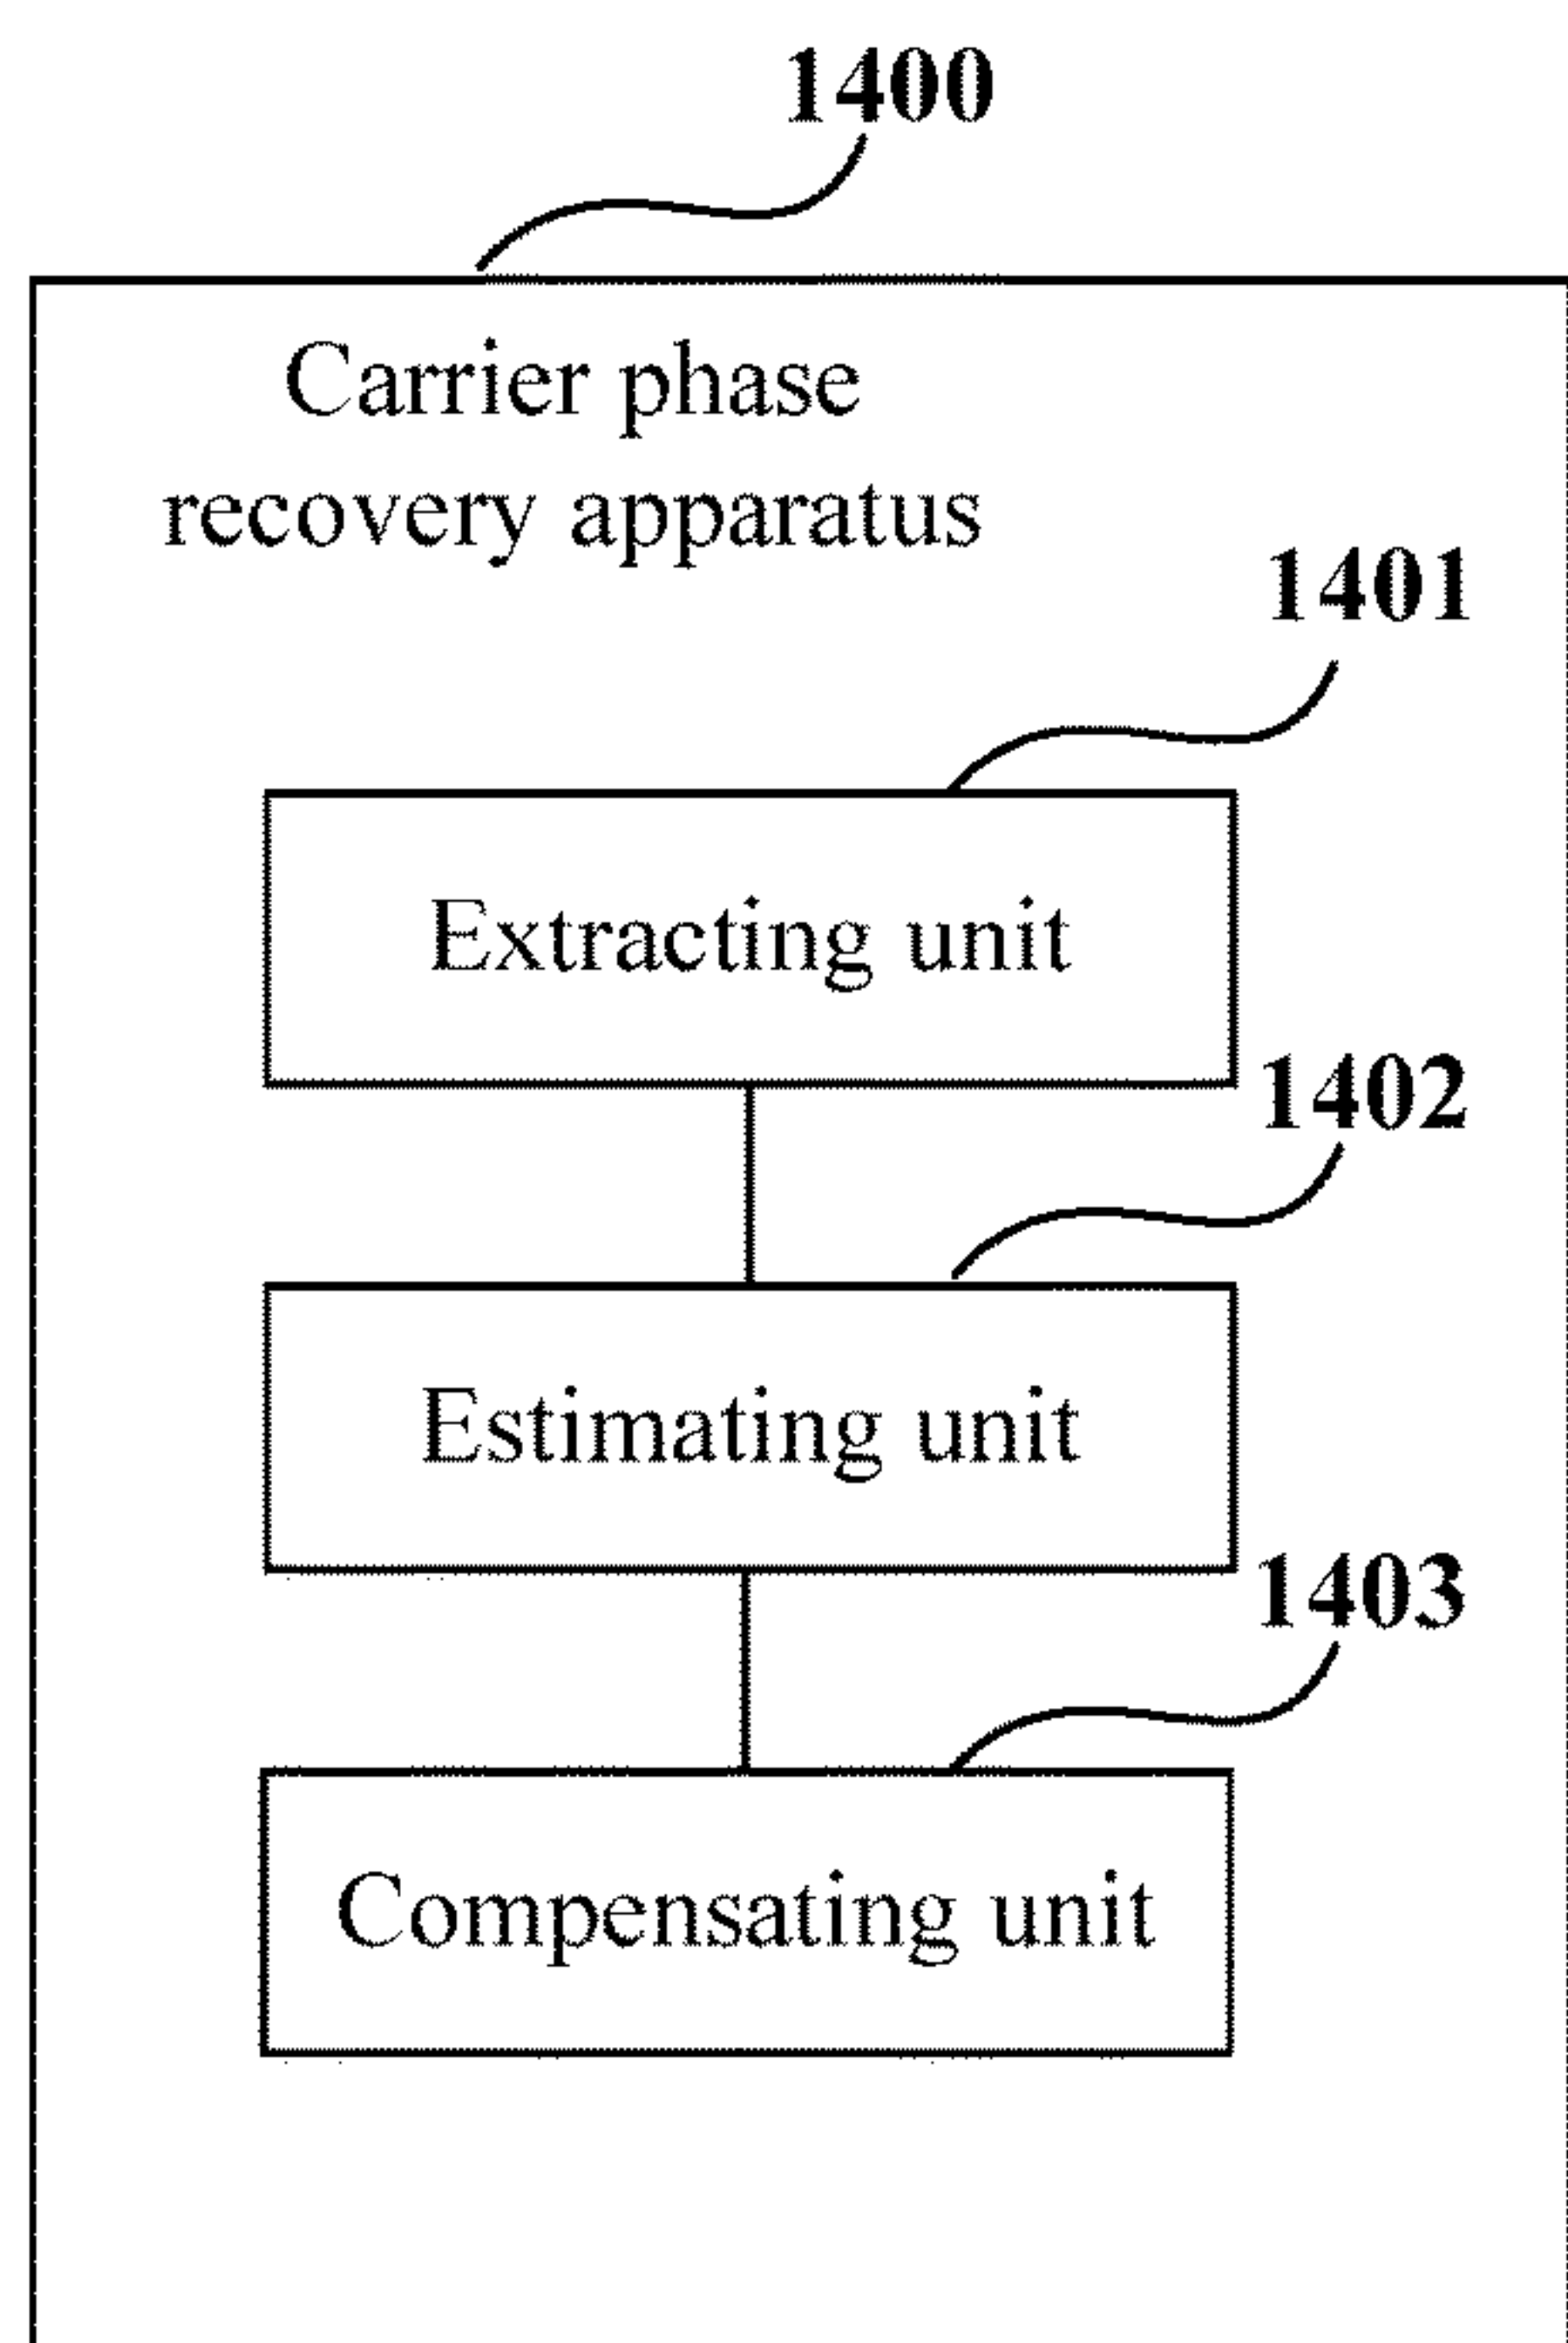 1400
Carrier phase
recovery apparatus
1401
Extracting unit
1402
Estimating unit
1403
Compensating unit